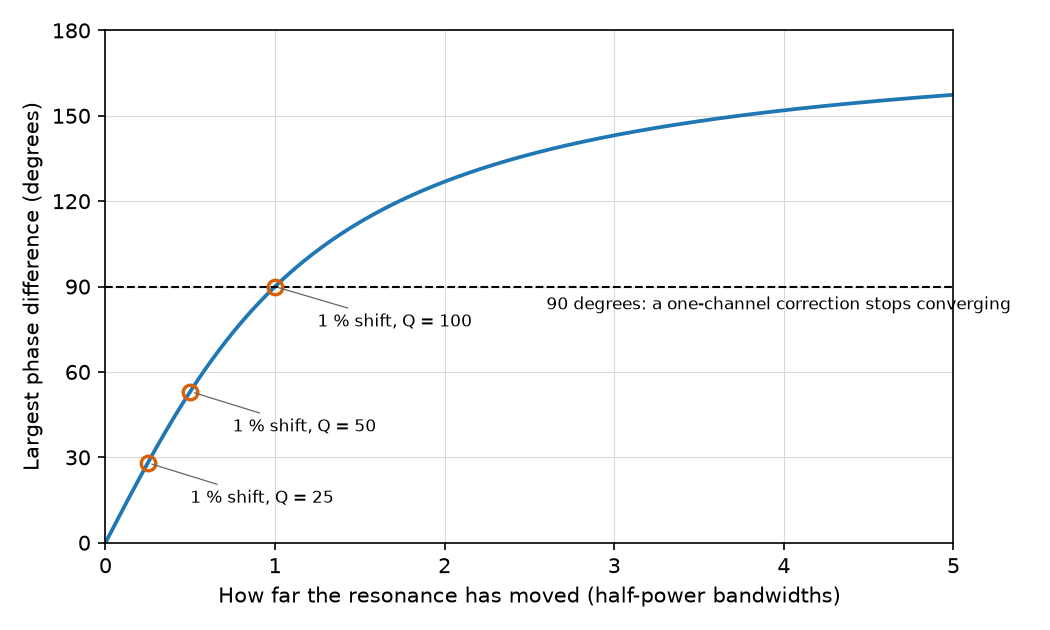 180
150
120
90
60
30
0
Largest phase difference (degrees)
90 degrees: a one-channel correction stops converging
1 % shift, Q = 100
1 % shift, Q = 50
1 % shift, Q = 25
0 1 2 3 4 5
How far the resonance has moved (half-power bandwidths)